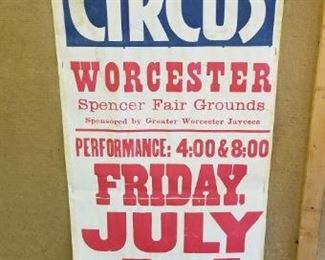 CIRCUS
WORCESTER
Spencer Fair Grounds
Sponsored by Greater Worcester Jaycees
PERFORMANCE: 4:00 & 8:00
FRIDAY,
JULY